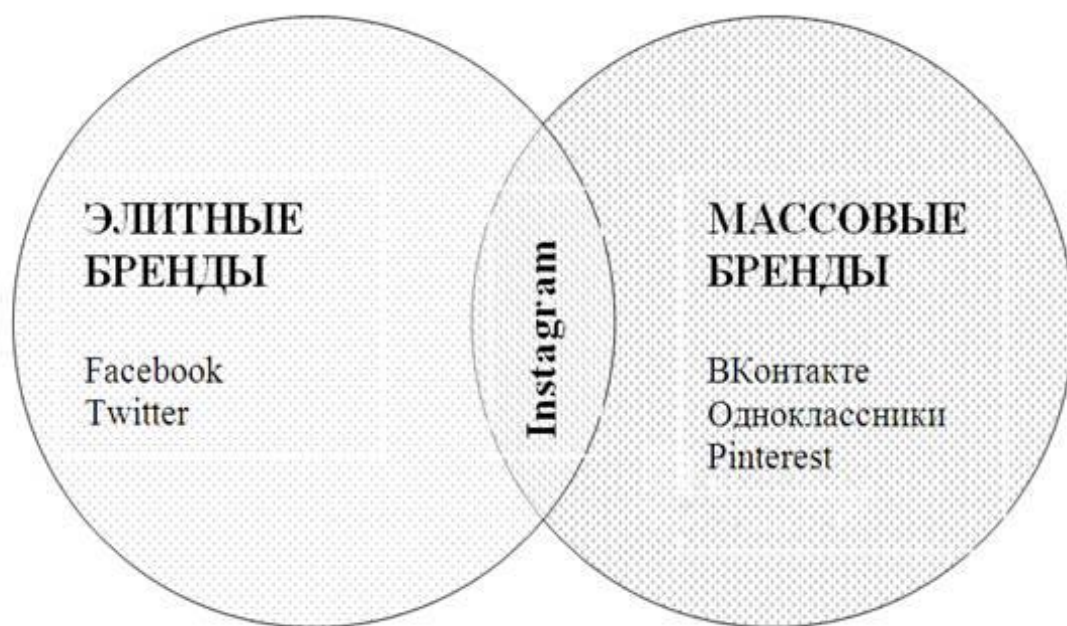 ЭЛИТНЫЕ
БРЕНДЫ
Facebook
Twitter
Instagram
МАССОВЫЕ
БРЕНДЫ
ВКонтакте
Одноклассники
Pinterest